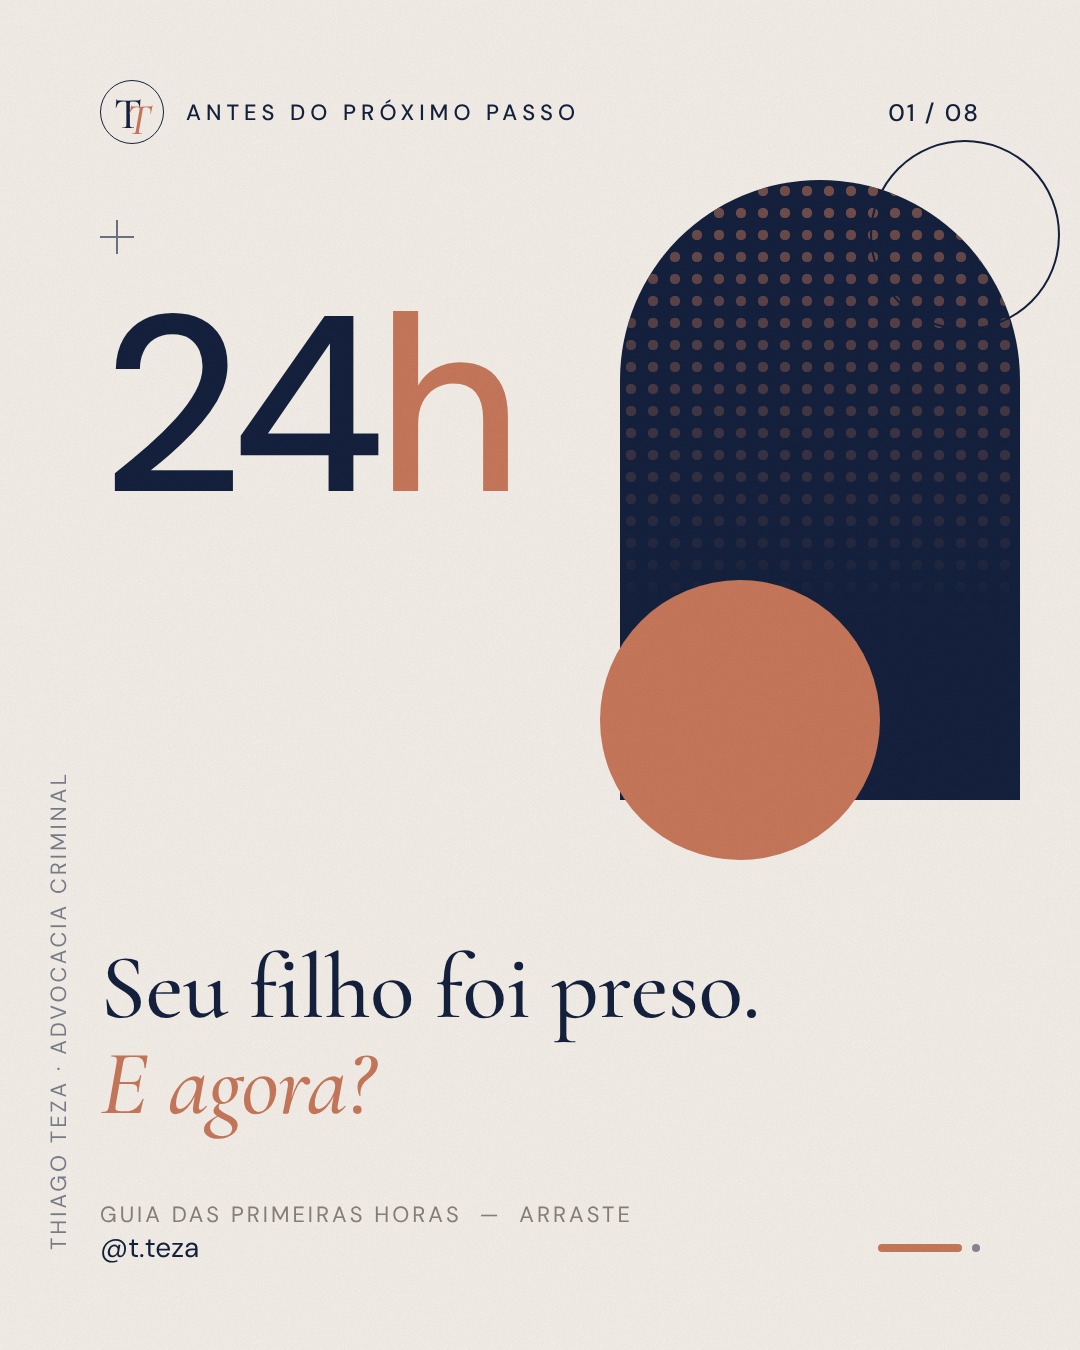 TT
ANTES DO PRÓXIMO PASSO
01 / 08
24h
Seu filho foi preso.
E agora?
GUIA DAS PRIMEIRAS HORAS — ARRASTE
@t.teza
THIAGO TEZA · ADVOCACIA CRIMINAL